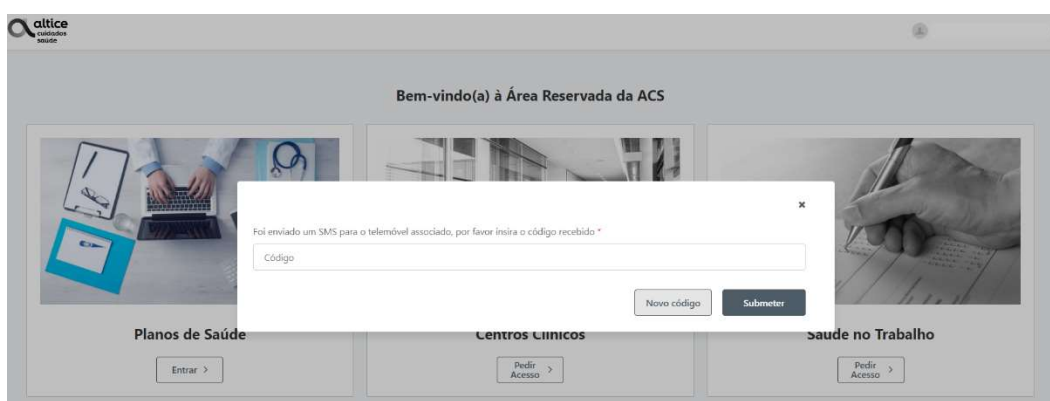 altice
cuidados
saúde
Bem-vindo(a) à Área Reservada da ACS
Foi enviado um SMS para o telemóvel associado, por favor insira o código recebido *
Código
Novo código
Submeter
Planos de Saúde
Centros Clínicos
Saúde no Trabalho
Entrar >
Pedir
Acesso >
Pedir
Acesso >